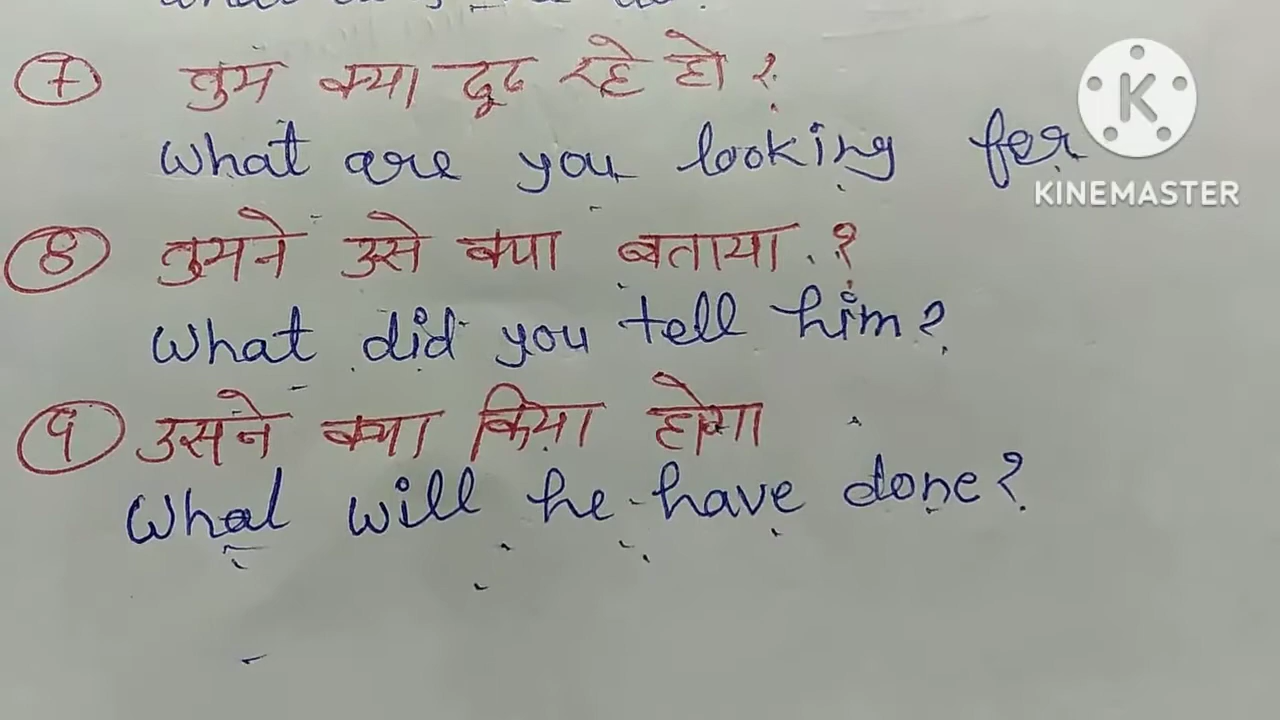 ⑦ तुम क्या ढूढ रहे हो ?
What are you looking for
KINEMASTER
⑧ तुमने उसे क्या बताया . ?
What did you tell him?
९ उसने क्या किया होगा
What will he have done?